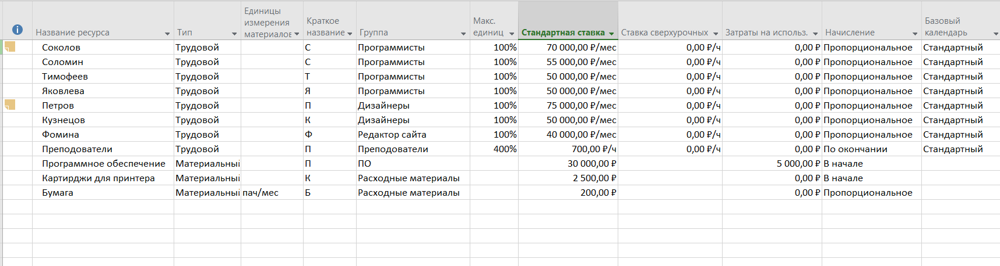 Название ресурса Тип Единицы измерения материалов Краткое название Группа Макс. единиц Стандартная ставка Ставка сверхурочных Затраты на использ. Начисление Базовый календарь
Соколов Трудовой С Программисты 100% 70 000,00 ₽/мес 0,00 ₽/ч 0,00 ₽ Пропорциональное Стандартный
Соломин Трудовой С Программисты 100% 55 000,00 ₽/мес 0,00 ₽/ч 0,00 ₽ Пропорциональное Стандартный
Тимофеев Трудовой Т Программисты 100% 50 000,00 ₽/мес 0,00 ₽/ч 0,00 ₽ Пропорциональное Стандартный
Яковлева Трудовой Я Программисты 100% 50 000,00 ₽/мес 0,00 ₽/ч 0,00 ₽ Пропорциональное Стандартный
Петров Трудовой П Дизайнеры 100% 75 000,00 ₽/мес 0,00 ₽/ч 0,00 ₽ Пропорциональное Стандартный
Кузнецов Трудовой К Дизайнеры 100% 50 000,00 ₽/мес 0,00 ₽/ч 0,00 ₽ Пропорциональное Стандартный
Фомина Трудовой Ф Редактор сайта 100% 40 000,00 ₽/мес 0,00 ₽/ч 0,00 ₽ Пропорциональное Стандартный
Преподователи Трудовой П Преподователи 400% 700,00 ₽/ч 0,00 ₽/ч 0,00 ₽ По окончании Стандартный
Программное обеспечение Материальный П ПО 30 000,00 ₽ 5 000,00 ₽ В начале
Картирджи для принтера Материальный К Расходные материалы 2 500,00 ₽ 0,00 ₽ В начале
Бумага Материальный пач/мес Б Расходные материалы 200,00 ₽ 0,00 ₽ Пропорциональное